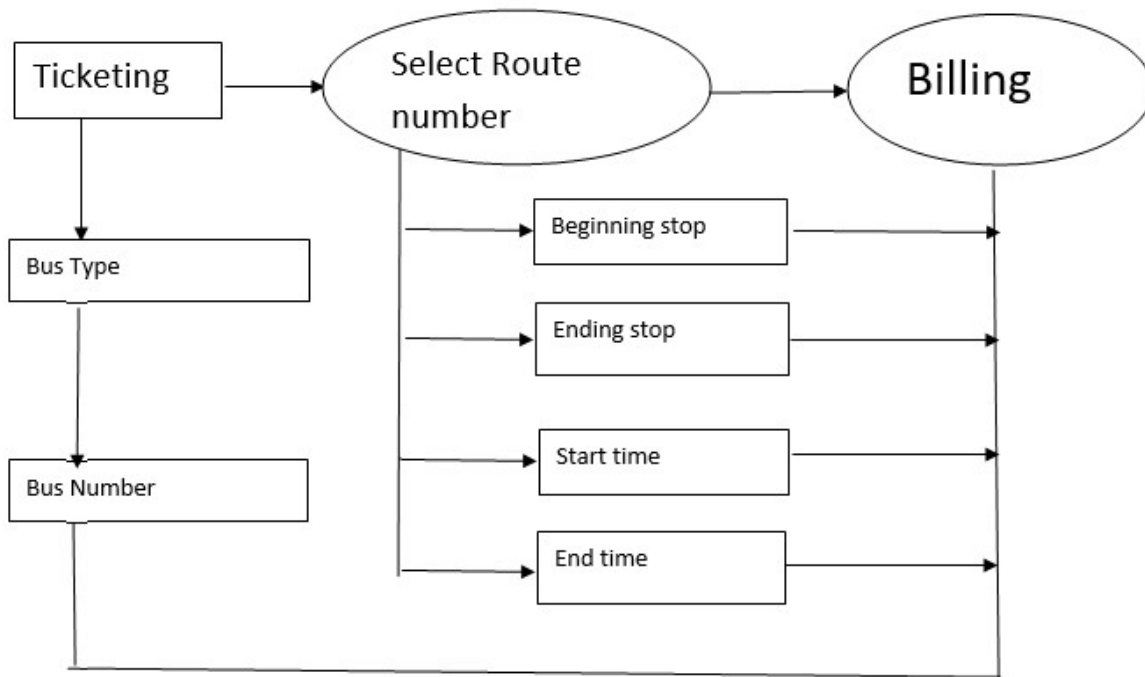 Ticketing
Select Route
number
Billing
Beginning stop
Bus Type
Ending stop
Start time
Bus Number
End time